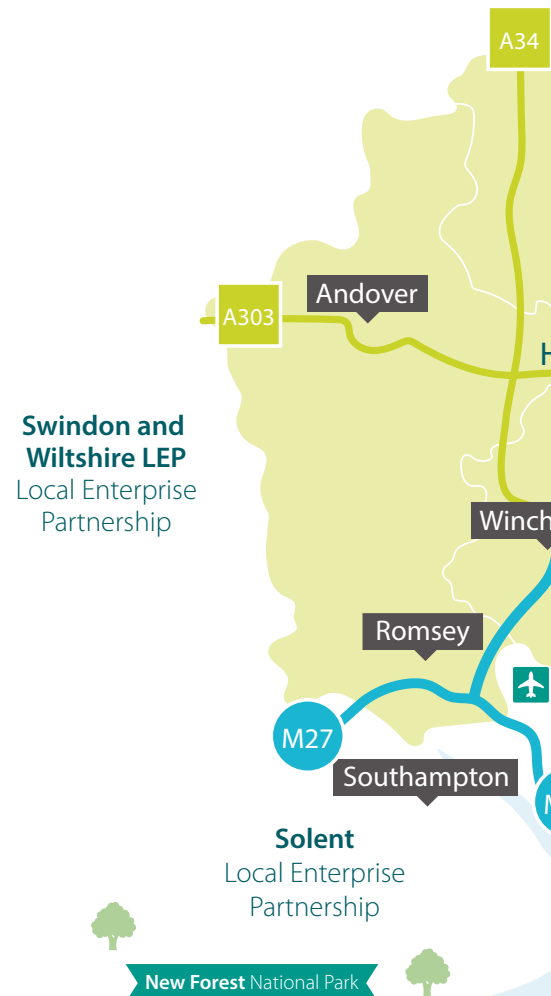 A34
Andover
A303
H
Swindon and
Wiltshire LEP
Local Enterprise
Partnership
Winch
Romsey
M27
Southampton
M
Solent
Local Enterprise
Partnership
New Forest National Park